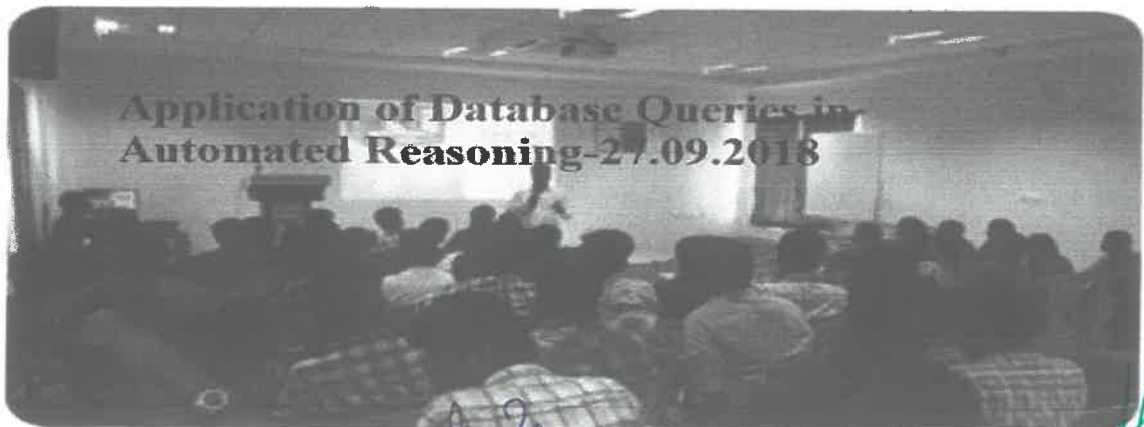 Application of Database Queries in
Automated Reasoning-27.09.2018